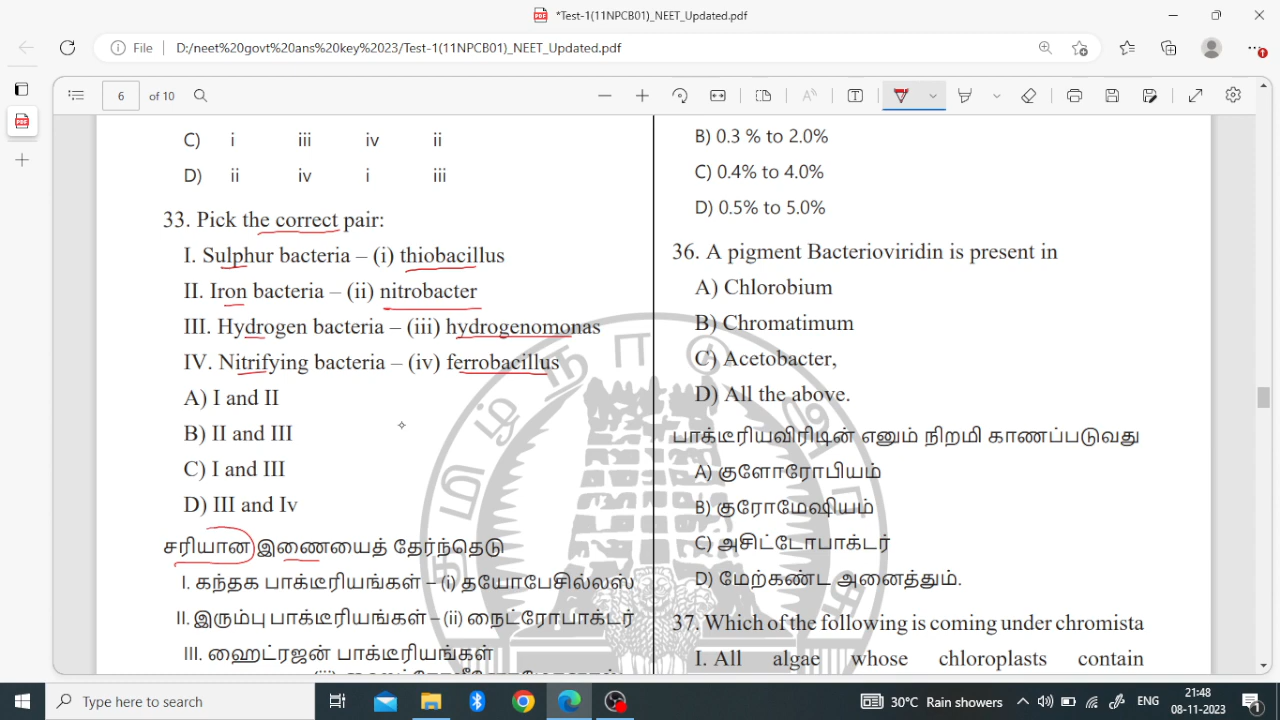 *Test-1(11NPCB01)_NEET_Updated.pdf
File
D:/neet%20govt%20ans%20key%202023/Test-1(11NPCB01)_NEET_Updated.pdf
6 of 10
C) i iii iv ii
D) ii iv i iii
33. Pick the correct pair:
I. Sulphur bacteria – (i) thiobacillus
II. Iron bacteria – (ii) nitrobacter
III. Hydrogen bacteria – (iii) hydrogenomonas
IV. Nitrifying bacteria – (iv) ferrobacillus
A) I and II
B) II and III
C) I and III
D) III and Iv
சரியான இணையைத் தேர்ந்தெடு
I. கந்தக பாக்டீரியங்கள் – (i) தயோபேசில்லஸ்
II. இரும்பு பாக்டீரியங்கள் – (ii) நைட்ரோபாக்டர்
III. ஹைட்ரஜன் பாக்டீரியங்கள்
B) 0.3 % to 2.0%
C) 0.4% to 4.0%
D) 0.5% to 5.0%
36. A pigment Bacterioviridin is present in
A) Chlorobium
B) Chromatimum
C) Acetobacter,
D) All the above.
பாக்டீரியவிரிடின் எனும் நிறமி காணப்படுவது
A) குளோரோபியம்
B) குரோமேஷியம்
C) அசிட்டோபாக்டர்
D) மேற்கண்ட அனைத்தும்.
37. Which of the following is coming under chromista
I. All algae whose chloroplasts contain
Type here to search
30°C Rain showers
ENG
21:48
08-11-2023